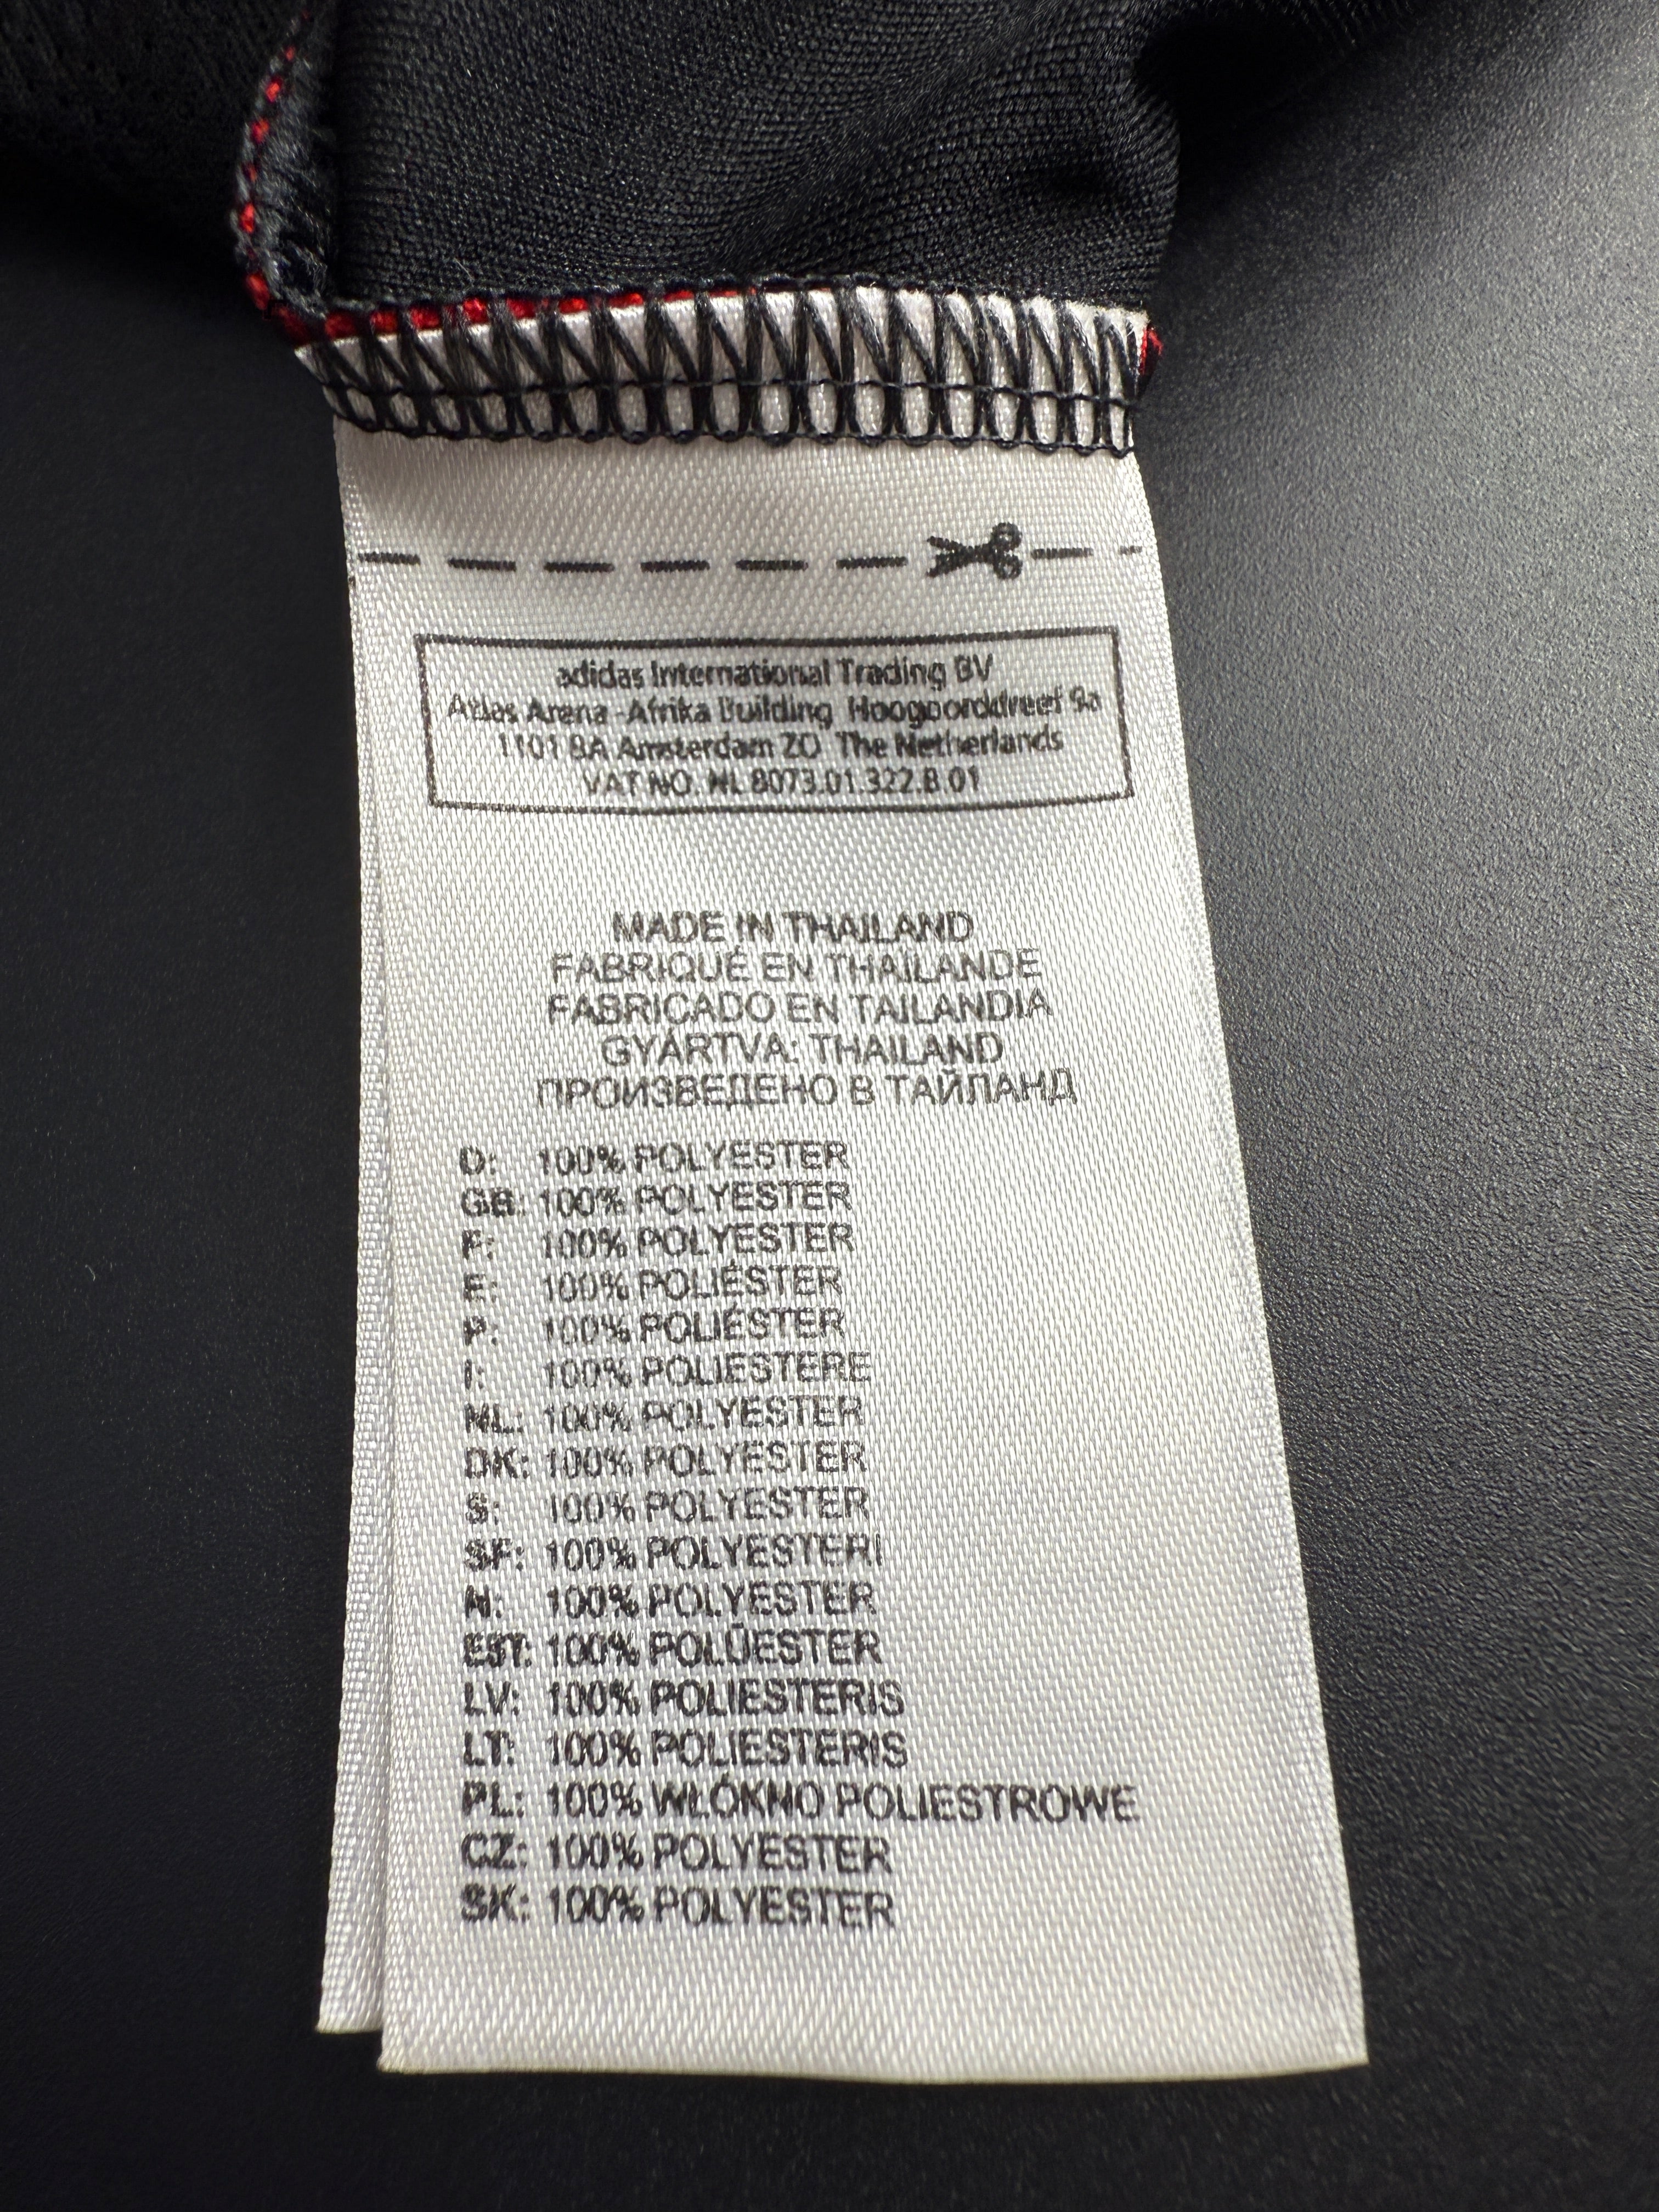 adidas International Trading BV
Atlas Arena -Afrika Building Hoogoorddreef 9a
1101 BA Amsterdam ZO The Netherlands
VAT NO. NL 8073.01.322.B.01
MADE IN THAILAND
FABRIQUÉ EN THAILANDE
FABRICADO EN TAILANDIA
GYÁRTVA: THAILAND
ПРОИЗВЕДЕНО В ТАЙЛАНД
D: 100% POLYESTER
GB: 100% POLYESTER
F: 100% POLYESTER
E: 100% POLIÉSTER
P: 100% POLIÉSTER
I: 100% POLIESTERE
NL: 100% POLYESTER
DK: 100% POLYESTER
S: 100% POLYESTER
SF: 100% POLYESTERI
N: 100% POLYESTER
EST: 100% POLÜESTER
LV: 100% POLIESTERIS
LT: 100% POLIESTERIS
PL: 100% WŁÓKNO POLIESTROWE
CZ: 100% POLYESTER
SK: 100% POLYESTER